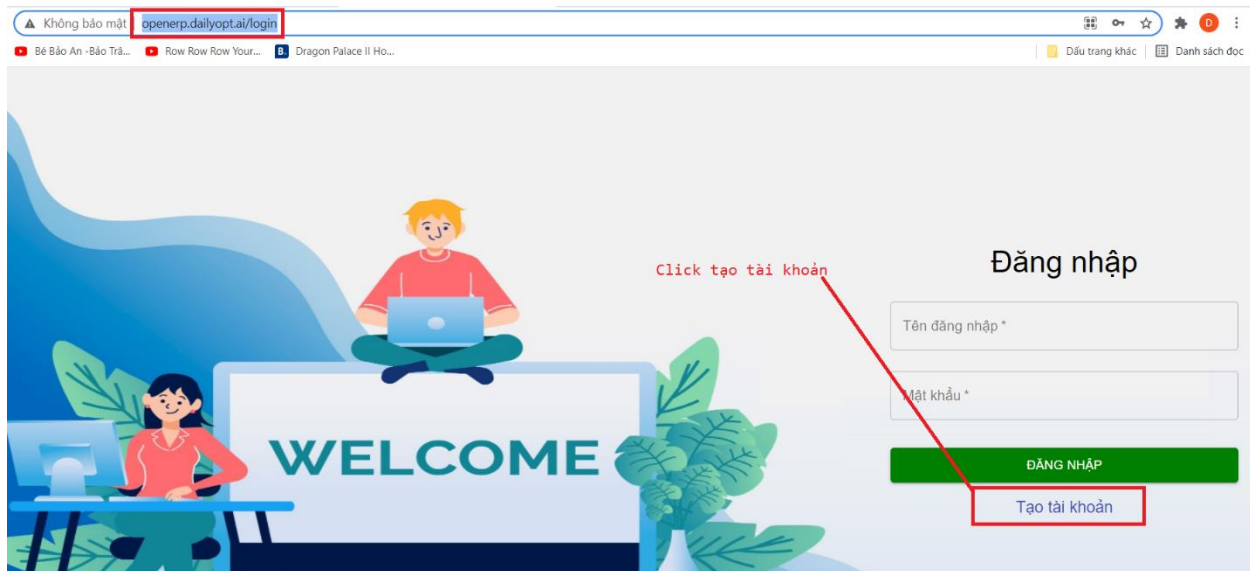 Không bảo mật | openerp.dailyopt.ai/login
D
Bé Bảo An -Bảo Trâ... Row Row Row Your... B. Dragon Palace II Ho... Dấu trang khác Danh sách đọc
Click tạo tài khoản
Đăng nhập
Tên đăng nhập *
Mật khẩu *
WELCOME
ĐĂNG NHẬP
Tạo tài khoản